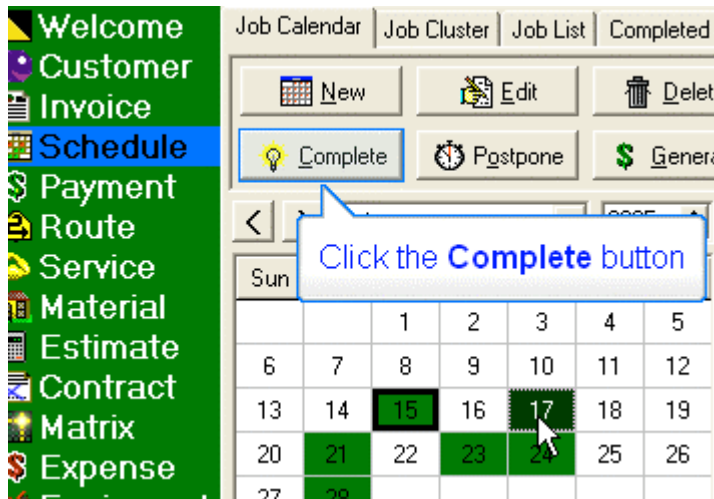 Welcome
Customer
Invoice
Schedule
Payment
Route
Service
Material
Estimate
Contract
Matrix
Expense
Job Calendar Job Cluster Job List Completed
New Edit Delet
Complete Postpone Genera
< >
Click the Complete button
Sun
1 2 3 4 5
6 7 8 9 10 11 12
13 14 15 16 17 18 19
20 21 22 23 24 25 26
27 28